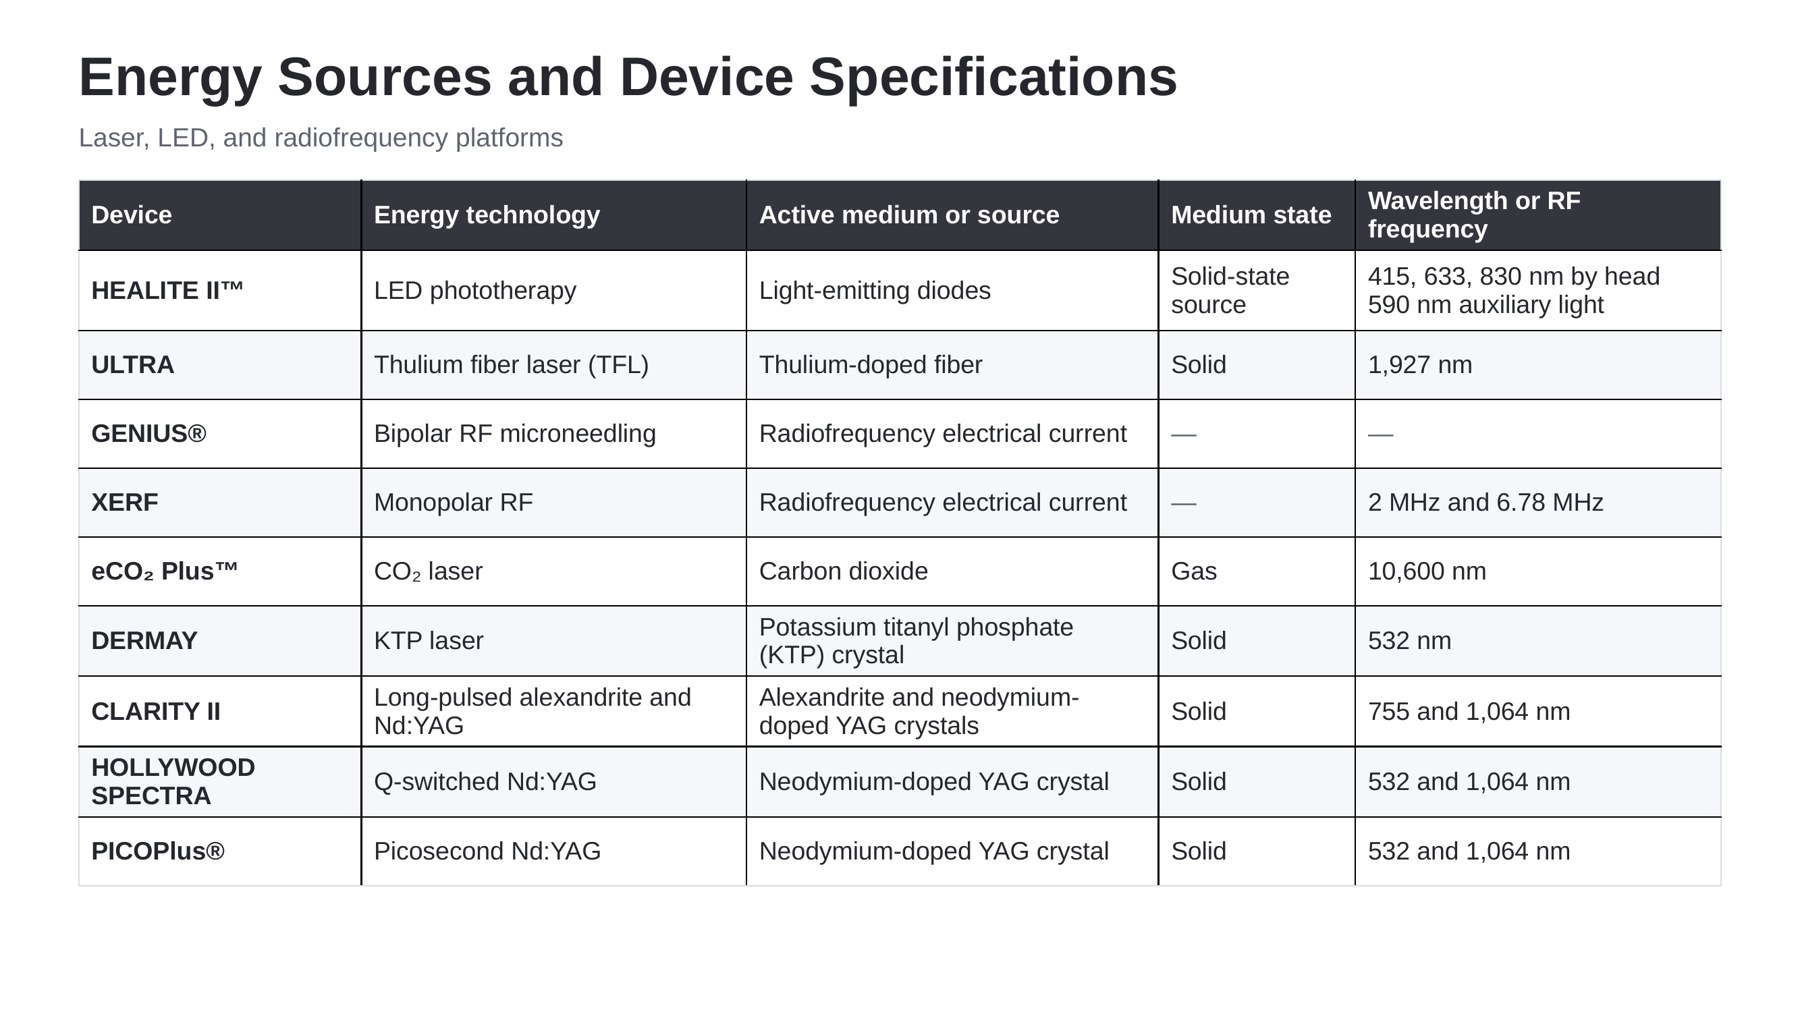 Energy Sources and Device Specifications
Laser, LED, and radiofrequency platforms
Device Energy technology Active medium or source Medium state Wavelength or RF frequency
HEALITE II™ LED phototherapy Light-emitting diodes Solid-state source 415, 633, 830 nm by head 590 nm auxiliary light
ULTRA Thulium fiber laser (TFL) Thulium-doped fiber Solid 1,927 nm
GENIUS® Bipolar RF microneedling Radiofrequency electrical current — —
XERF Monopolar RF Radiofrequency electrical current — 2 MHz and 6.78 MHz
eCO₂ Plus™ CO₂ laser Carbon dioxide Gas 10,600 nm
DERMAY KTP laser Potassium titanyl phosphate (KTP) crystal Solid 532 nm
CLARITY II Long-pulsed alexandrite and Nd:YAG Alexandrite and neodymium-doped YAG crystals Solid 755 and 1,064 nm
HOLLYWOOD SPECTRA Q-switched Nd:YAG Neodymium-doped YAG crystal Solid 532 and 1,064 nm
PICOPlus® Picosecond Nd:YAG Neodymium-doped YAG crystal Solid 532 and 1,064 nm